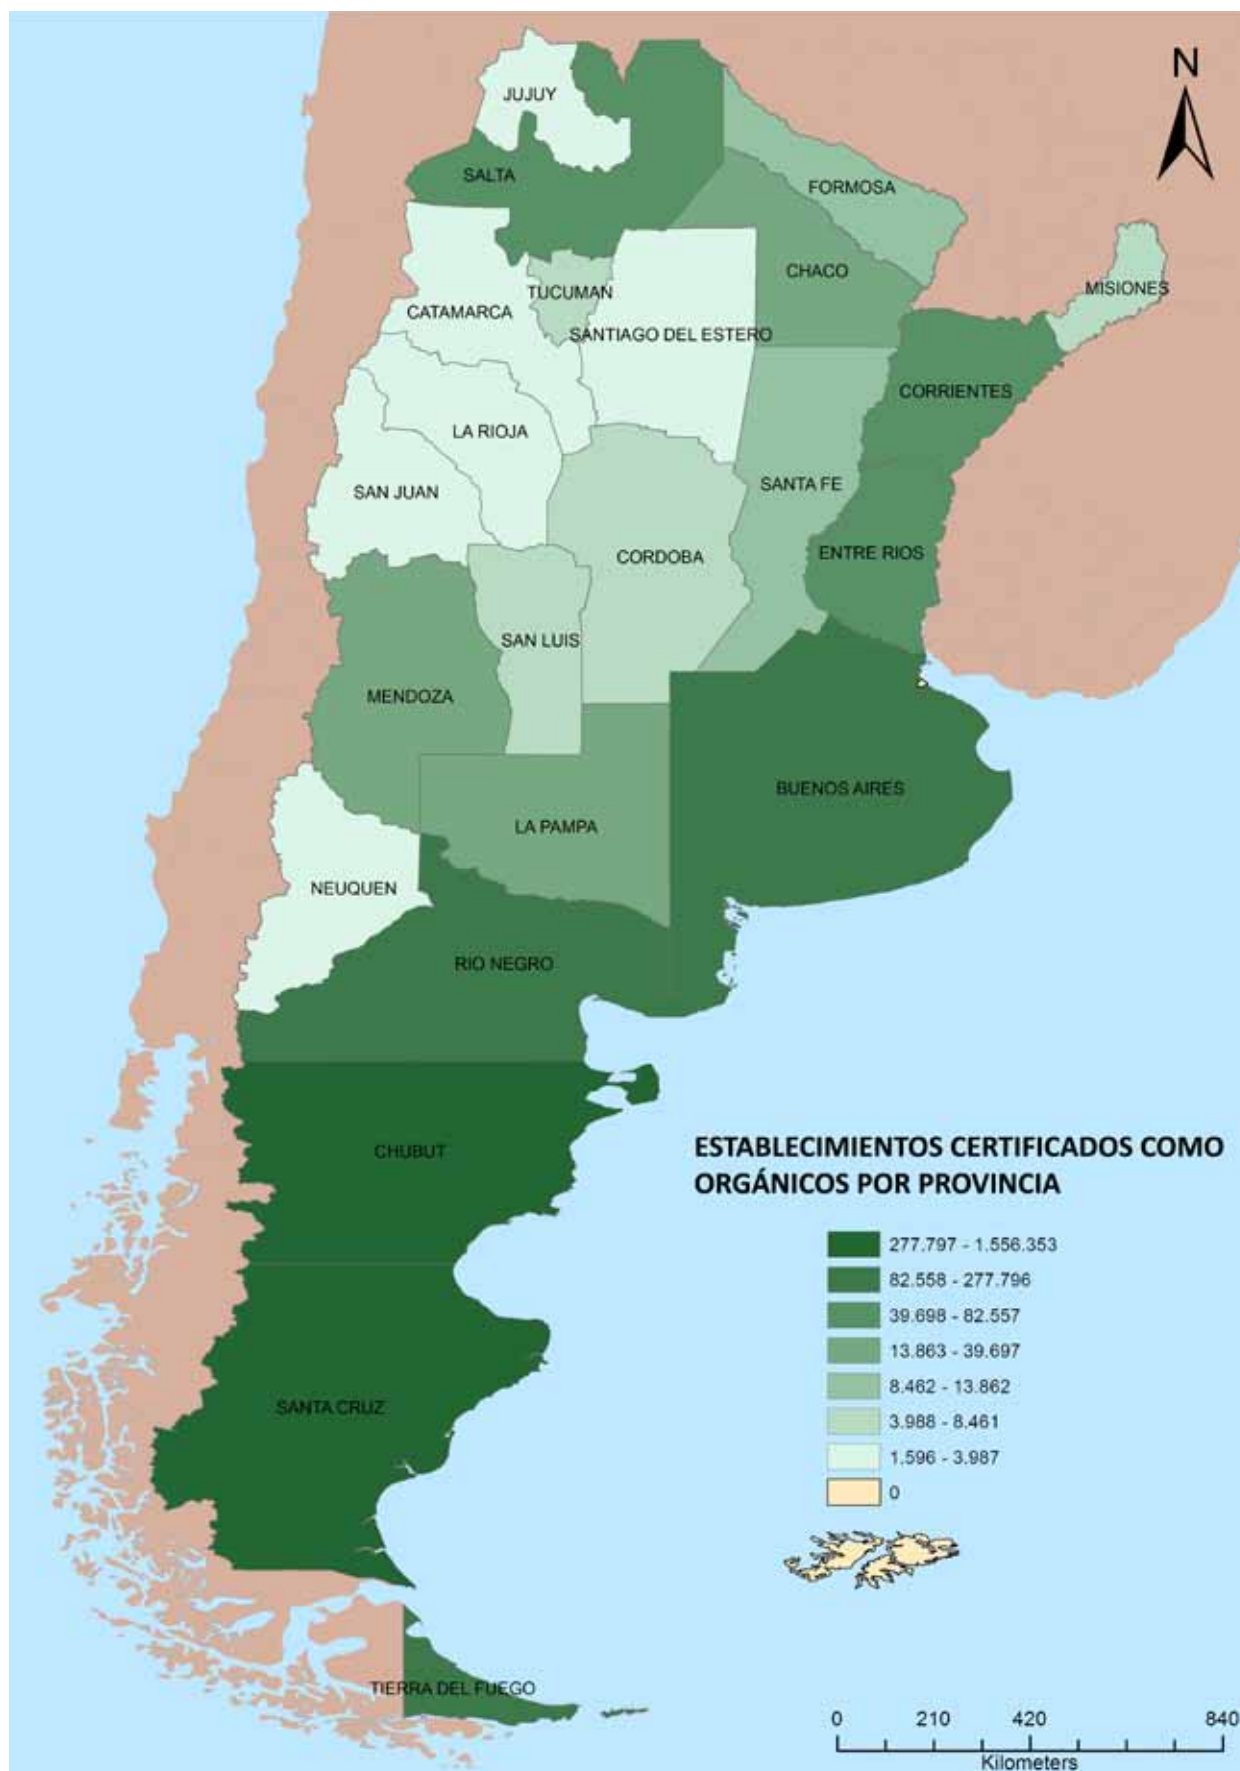 N
JUJUY
SALTA
FORMOSA
CHACO
MISIONES
TUCUMAN
CATAMARCA
SANTIAGO DEL ESTERO
CORRIENTES
LA RIOJA
SAN JUAN
SANTA FE
ENTRE RIOS
CORDOBA
SAN LUIS
MENDOZA
BUENOS AIRES
LA PAMPA
NEUQUEN
RIO NEGRO
CHUBUT
SANTA CRUZ
TIERRA DEL FUEGO
ESTABLECIMIENTOS CERTIFICADOS COMO
ORGÁNICOS POR PROVINCIA
277.797 - 1.556.353
82.558 - 277.796
39.698 - 82.557
13.863 - 39.697
8.462 - 13.862
3.988 - 8.461
1.596 - 3.987
0
0 210 420 840
Kilometers